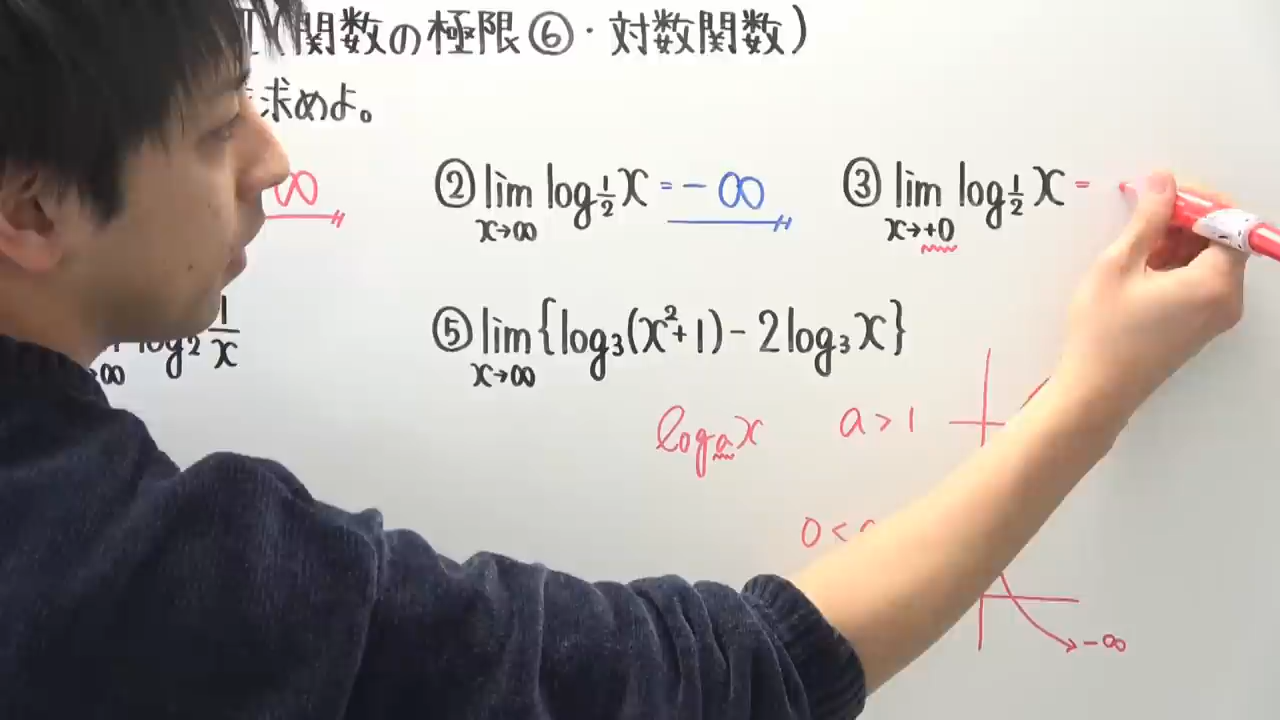 (関数の極限⑥・対数関数)
求めよ。
∞
② lim x→∞ log½ x = -∞
③ lim x→+0 log½ x =
→∞ log₂ 1/x
⑤ lim x→∞ {log₃(x²+1) - 2log₃x}
logₐx a > 1
0 <
-∞